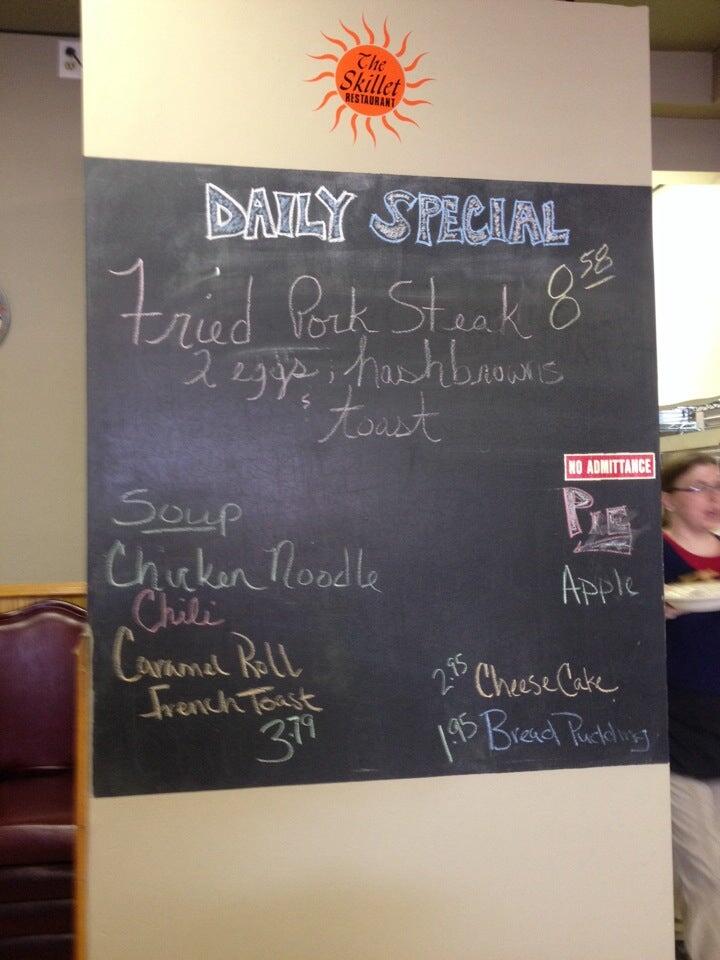 The
Skillet
RESTAURANT
DAILY SPECIAL
Fried Pork Steak 8 58
2 eggs, hashbrowns
& toast
NO ADMITTANCE
Soup
Chicken Noodle
Chili
Caramel Roll
French Toast
3.79
Pie
Apple
2.95 Cheese Cake
1.95 Bread Pudding